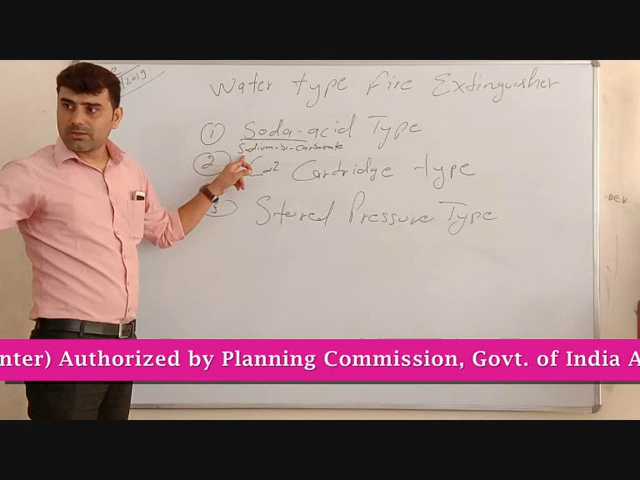 2019
Water type fire Extinguisher
1 Soda-acid Type
Sodium-bi-carbonate
2 Co2 Cartridge type
3 Stored Pressure Type
DEV
nter) Authorized by Planning Commission, Govt. of India A